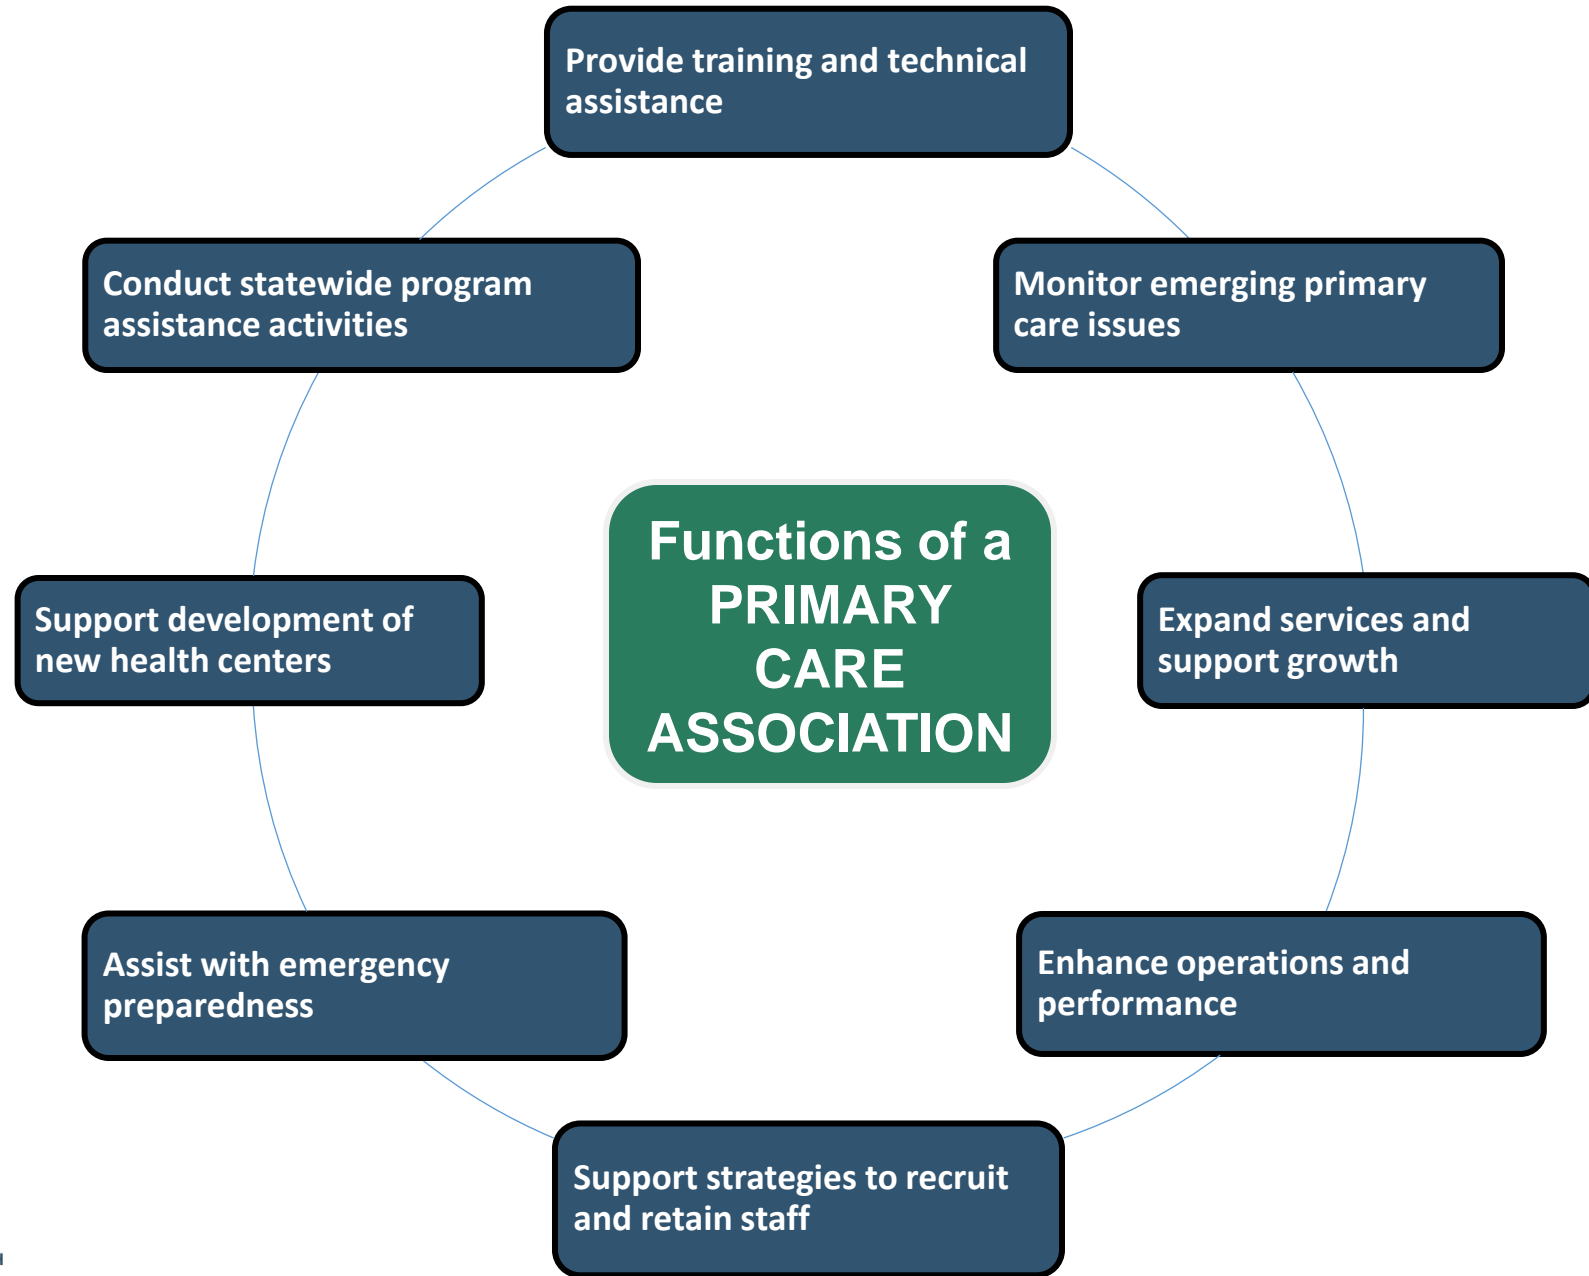 Provide training and technical
assistance
Conduct statewide program
assistance activities
Monitor emerging primary
care issues
Functions of a
PRIMARY
CARE
ASSOCIATION
Support development of
new health centers
Expand services and
support growth
Assist with emergency
preparedness
Enhance operations and
performance
Support strategies to recruit
and retain staff